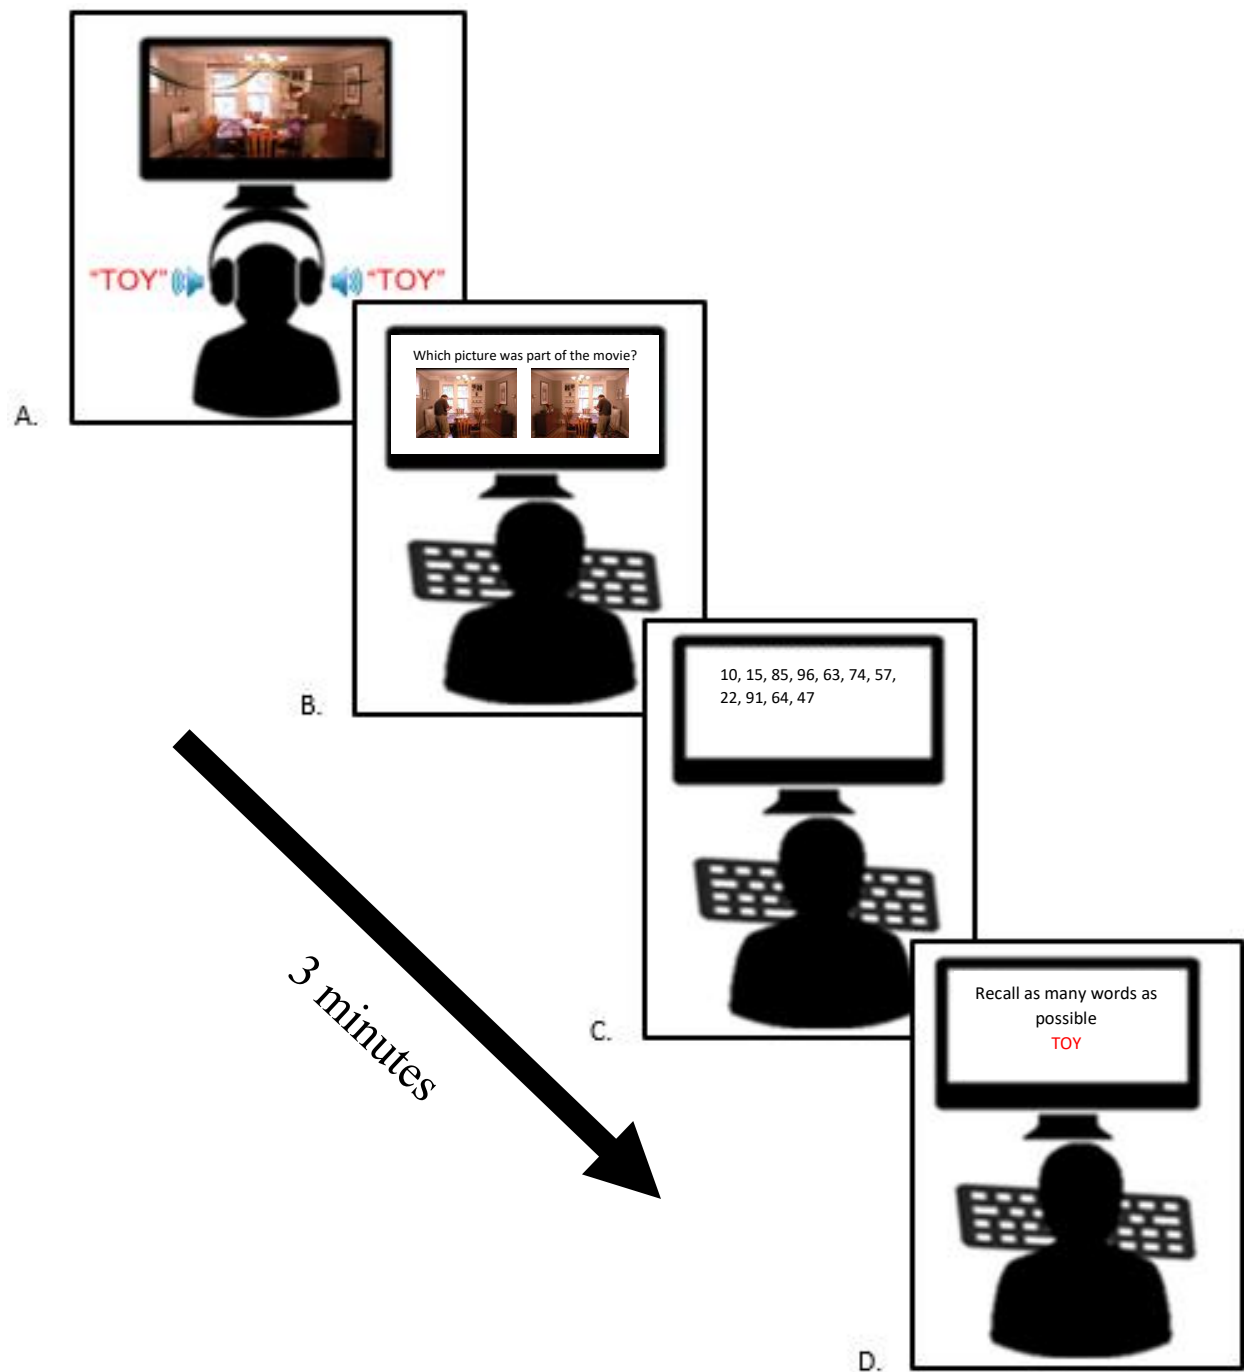 "TOY" "TOY"
A.
Which picture was part of the movie?
B.
10, 15, 85, 96, 63, 74, 57,
22, 91, 64, 47
C.
3 minutes
Recall as many words as
possible
TOY
D.